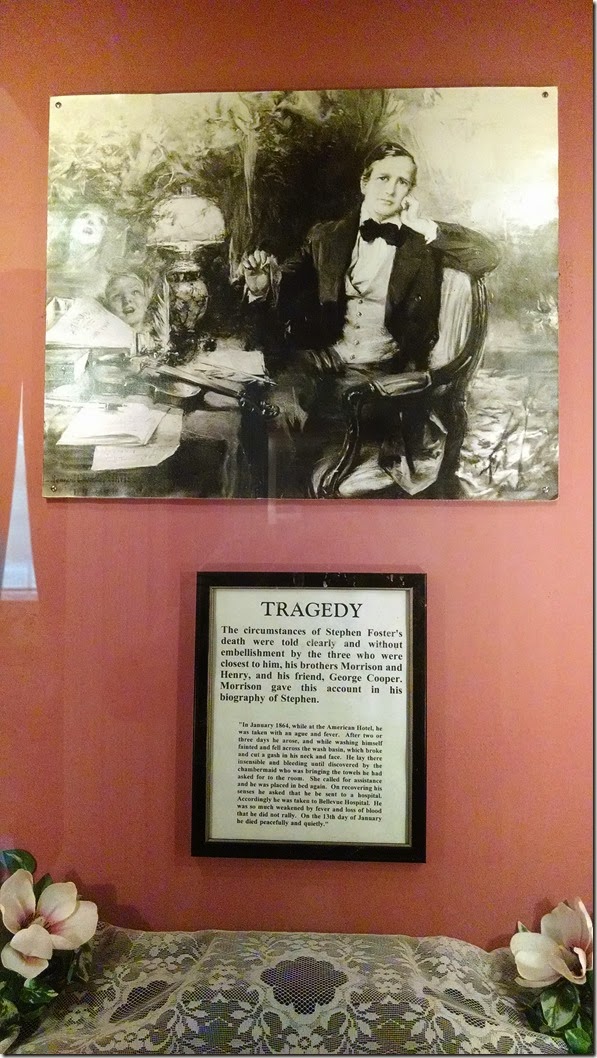 TRAGEDY
The circumstances of Stephen Foster's
death were told clearly and without
embellishment by the three who were
closest to him, his brothers Morrison and
Henry, and his friend, George Cooper.
Morrison gave this account in his
biography of Stephen.
"In January 1864, while at the American Hotel, he
was taken with an ague and fever. After two or
three days he arose, and while washing himself
fainted and fell across the wash basin, which broke
and cut a gash in his neck and face. He lay there
insensible and bleeding until discovered by the
chambermaid who was bringing the towels he had
asked for to the room. She called for assistance
and he was placed in bed again. On recovering his
senses he asked that he be sent to a hospital.
Accordingly he was taken to Bellevue Hospital. He
was so much weakened by fever and loss of blood
that he did not rally. On the 13th day of January
he died peacefully and quietly."